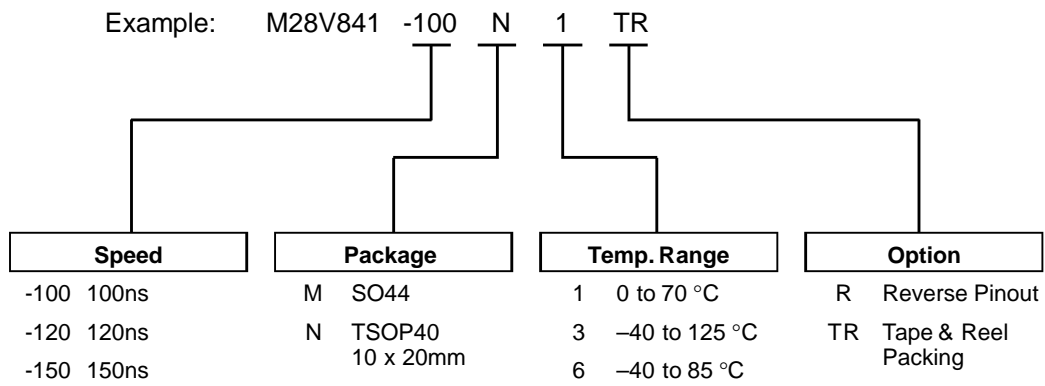 Example: M28V841 -100 N 1 TR
Speed
-100 100ns
-120 120ns
-150 150ns
Package
M SO44
N TSOP40
10 x 20mm
Temp. Range
1 0 to 70 °C
3 –40 to 125 °C
6 –40 to 85 °C
Option
R Reverse Pinout
TR Tape & Reel
Packing